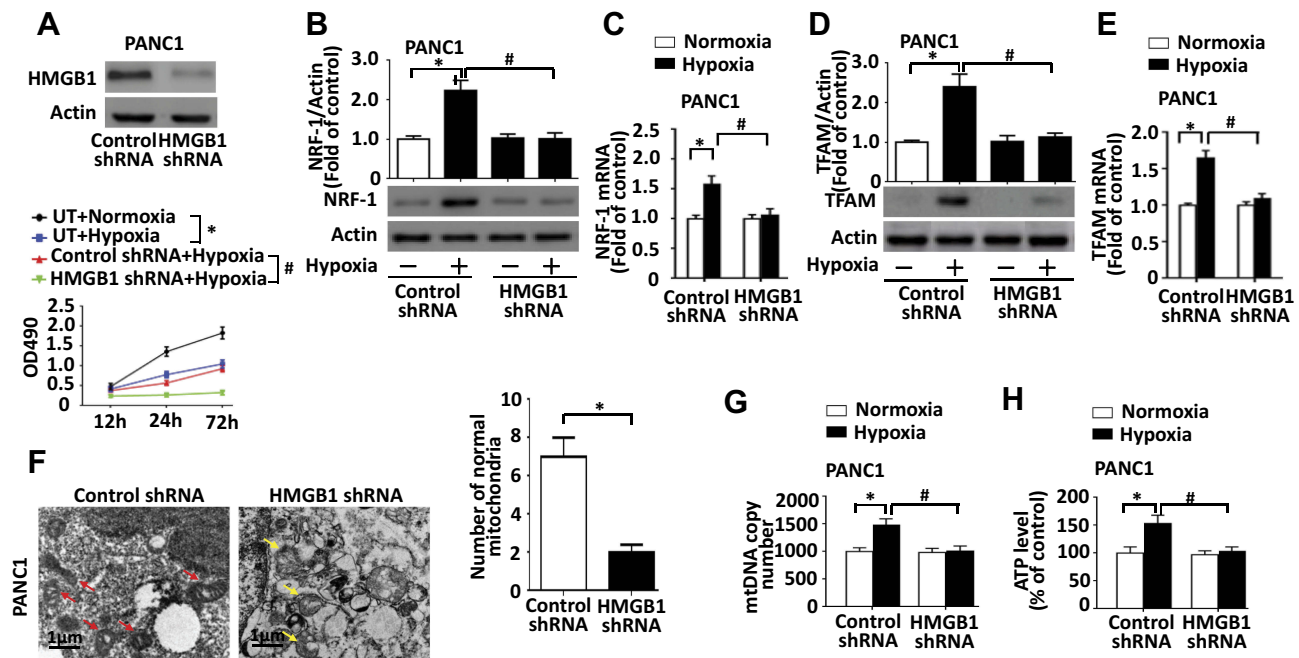 A
PANC1
HMGB1
Actin
Control HMGB1
shRNA shRNA
UT+Normoxia
UT+Hypoxia
*
Control shRNA+Hypoxia
HMGB1 shRNA+Hypoxia
#
OD490
2.5
2.0
1.5
1.0
0.5
0
12h 24h 72h
B
PANC1
NRF-1/Actin
(Fold of control)
3.0
2.0
1.0
0
* #
NRF-1
Actin
Hypoxia − + − +
Control HMGB1
shRNA shRNA
C
Normoxia
Hypoxia
PANC1
NRF-1 mRNA
(Fold of control)
2.5
2.0
1.5
1.0
0.5
0
* #
Control HMGB1
shRNA shRNA
D
PANC1
TFAM/Actin
(Fold of control)
3.0
2.0
1.0
0
* #
TFAM
Actin
Hypoxia − + − +
Control HMGB1
shRNA shRNA
E
Normoxia
Hypoxia
PANC1
TFAM mRNA
(Fold of control)
2.0
1.5
1.0
0.5
0
* #
Control HMGB1
shRNA shRNA
F
Control shRNA HMGB1 shRNA
PANC1
1μm 1μm
Number of normal
mitochondria
10
8
6
4
2
0
*
Control HMGB1
shRNA shRNA
G
Normoxia
Hypoxia
PANC1
mtDNA copy
number
2000
1500
1000
500
0
* #
Control HMGB1
shRNA shRNA
H
Normoxia
Hypoxia
PANC1
ATP level
(% of control)
200
150
100
50
0
* #
Control HMGB1
shRNA shRNA